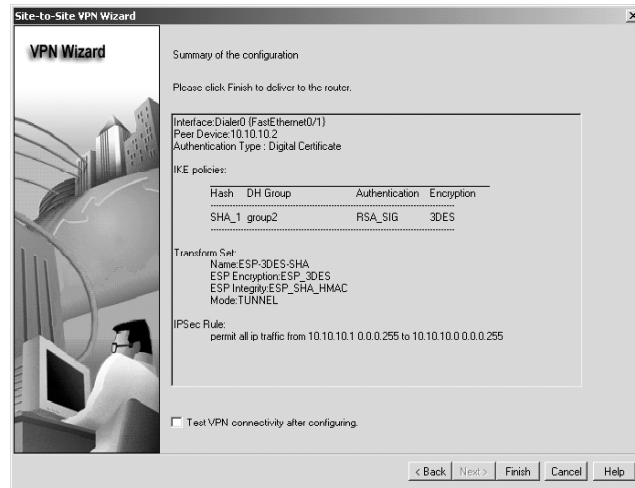 Site-to-Site VPN Wizard
VPN Wizard
Summary of the configuration
Please click Finish to deliver to the router.
Interface:Dialer0 {FastEthernet0/1}
Peer Device:10.10.10.2
Authentication Type : Digital Certificate
IKE policies:
Hash DH Group Authentication Encryption
SHA_1 group2 RSA_SIG 3DES
Transform Set:
Name:ESP-3DES-SHA
ESP Encryption:ESP_3DES
ESP Integrity:ESP_SHA_HMAC
Mode:TUNNEL
IPSec Rule:
permit all ip traffic from 10.10.10.1 0.0.0.255 to 10.10.10.0 0.0.0.255
Test VPN connectivity after configuring.
< Back Next > Finish Cancel Help